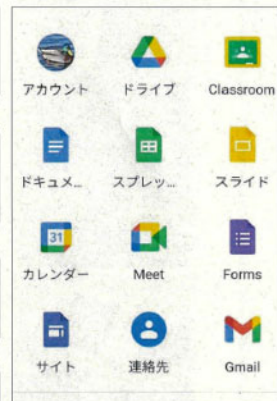 アカウント
ドライブ
Classroom
ドキュメ...
スプレッ...
スライド
31
カレンダー
Meet
Forms
サイト
連絡先
Gmail